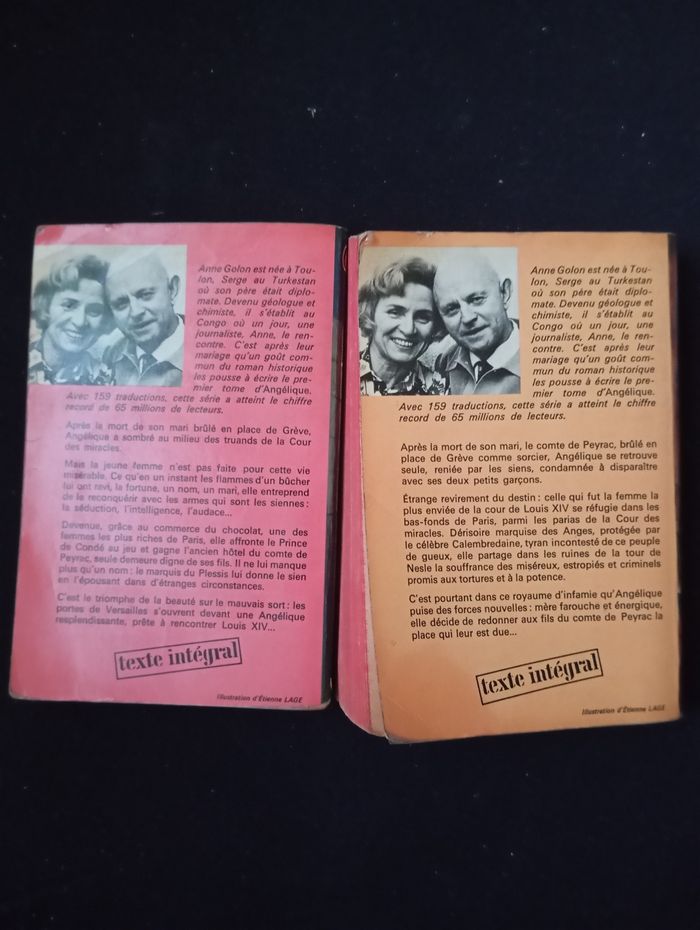 Anne Golon est née à Tou-
lon, Serge au Turkestan
où son père était diplo-
mate. Devenu géologue et
chimiste, il s'établit au
Congo où un jour, une
journaliste, Anne, le ren-
contre. C'est après leur
mariage qu'un goût com-
mun du roman historique
les pousse à écrire le pre-
mier tome d'Angélique.
Avec 159 traductions, cette série a atteint le chiffre
record de 65 millions de lecteurs.
Après la mort de son mari brûlé en place de Grève,
Angélique a sombré au milieu des truands de la Cour
des miracles.
Mais la jeune femme n'est pas faite pour cette vie
misérable. Ce qu'en un instant les flammes d'un bûcher
lui ont ravi, la fortune, un nom, un mari, elle entreprend
de le reconquérir avec les armes qui sont les siennes :
la séduction, l'intelligence, l'audace...
Devenue, grâce au commerce du chocolat, une des
femmes les plus riches de Paris, elle affronte le Prince
de Condé au jeu et gagne l'ancien hôtel du comte de
Peyrac, seule demeure digne de ses fils. Il ne lui manque
plus qu'un nom : le marquis du Plessis lui donne le sien
en l'épousant dans d'étranges circonstances.
C'est le triomphe de la beauté sur le mauvais sort : les
portes de Versailles s'ouvrent devant une Angélique
resplendissante, prête à rencontrer Louis XIV...
texte intégral
Illustration d'Étienne LAGE
Anne Golon est née à Tou-
lon, Serge au Turkestan
où son père était diplo-
mate. Devenu géologue et
chimiste, il s'établit au
Congo où un jour, une
journaliste, Anne, le ren-
contre. C'est après leur
mariage qu'un goût com-
mun du roman historique
les pousse à écrire le pre-
mier tome d'Angélique.
Avec 159 traductions, cette série a atteint le chiffre
record de 65 millions de lecteurs.
Après la mort de son mari, le comte de Peyrac, brûlé en
place de Grève comme sorcier, Angélique se retrouve
seule, reniée par les siens, condamnée à disparaître
avec ses deux petits garçons.
Étrange revirement du destin : celle qui fut la femme la
plus enviée de la cour de Louis XIV se réfugie dans les
bas-fonds de Paris, parmi les parias de la Cour des
miracles. Dérisoire marquise des Anges, protégée par
le célèbre Calembredaine, tyran incontesté de ce peuple
de gueux, elle partage dans les ruines de la tour de
Nesle la souffrance des miséreux, estropiés et criminels
promis aux tortures et à la potence.
C'est pourtant dans ce royaume d'infamie qu'Angélique
puise des forces nouvelles : mère farouche et énergique,
elle décide de redonner aux fils du comte de Peyrac la
place qui leur est due...
texte intégral
Illustration d'Étienne LAGE